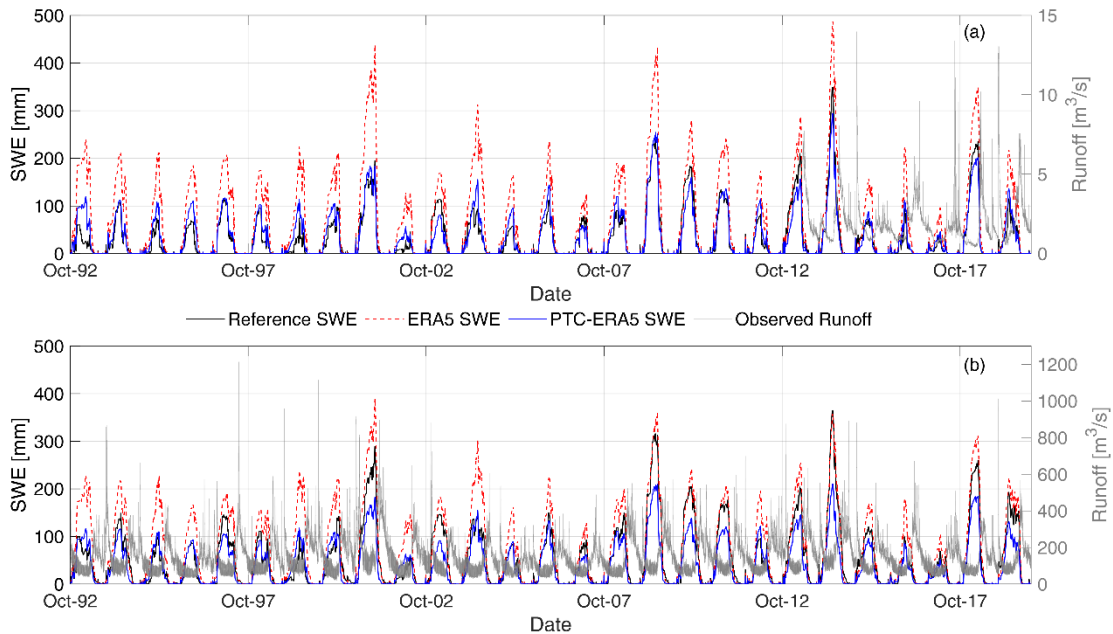 500
400
300
200
100
0
SWE [mm]
(a)
15
10
5
0
Runoff [m³/s]
Oct-92
Oct-97
Oct-02
Oct-07
Oct-12
Oct-17
Date
Reference SWE ERA5 SWE PTC-ERA5 SWE Observed Runoff
500
400
300
200
100
0
SWE [mm]
(b)
1200
1000
800
600
400
200
0
Runoff [m³/s]
Oct-92
Oct-97
Oct-02
Oct-07
Oct-12
Oct-17
Date